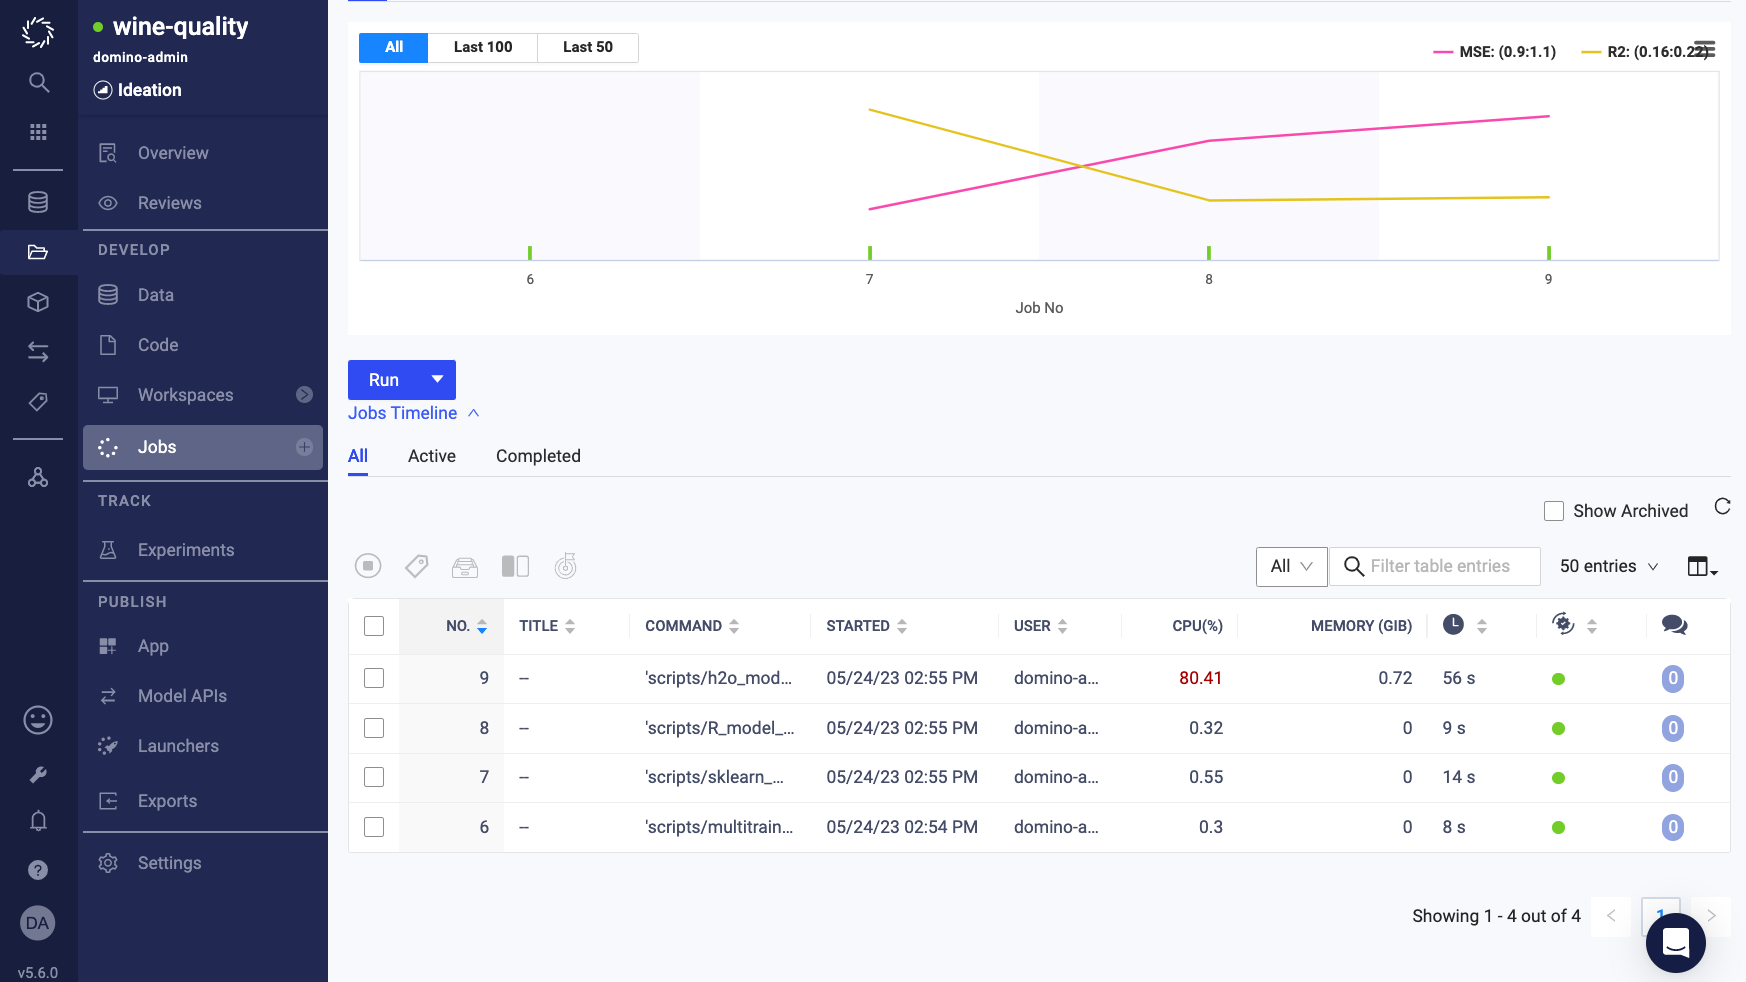 wine-quality
domino-admin
Ideation
Overview
Reviews
DEVELOP
Data
Code
Workspaces
Jobs
TRACK
Experiments
PUBLISH
App
Model APIs
Launchers
Exports
Settings
DA
v5.6.0
All Last 100 Last 50
MSE: (0.9:1.1) R2: (0.16:0.22)
6 7 8 9
Job No
Run
Jobs Timeline
All Active Completed
Show Archived
All Filter table entries 50 entries
NO. TITLE COMMAND STARTED USER CPU(%) MEMORY (GIB)
9 -- 'scripts/h2o_mod... 05/24/23 02:55 PM domino-a... 80.41 0.72 56 s 0
8 -- 'scripts/R_model_... 05/24/23 02:55 PM domino-a... 0.32 0 9 s 0
7 -- 'scripts/sklearn_... 05/24/23 02:55 PM domino-a... 0.55 0 14 s 0
6 -- 'scripts/multitrain... 05/24/23 02:54 PM domino-a... 0.3 0 8 s 0
Showing 1 - 4 out of 4 < 1 >